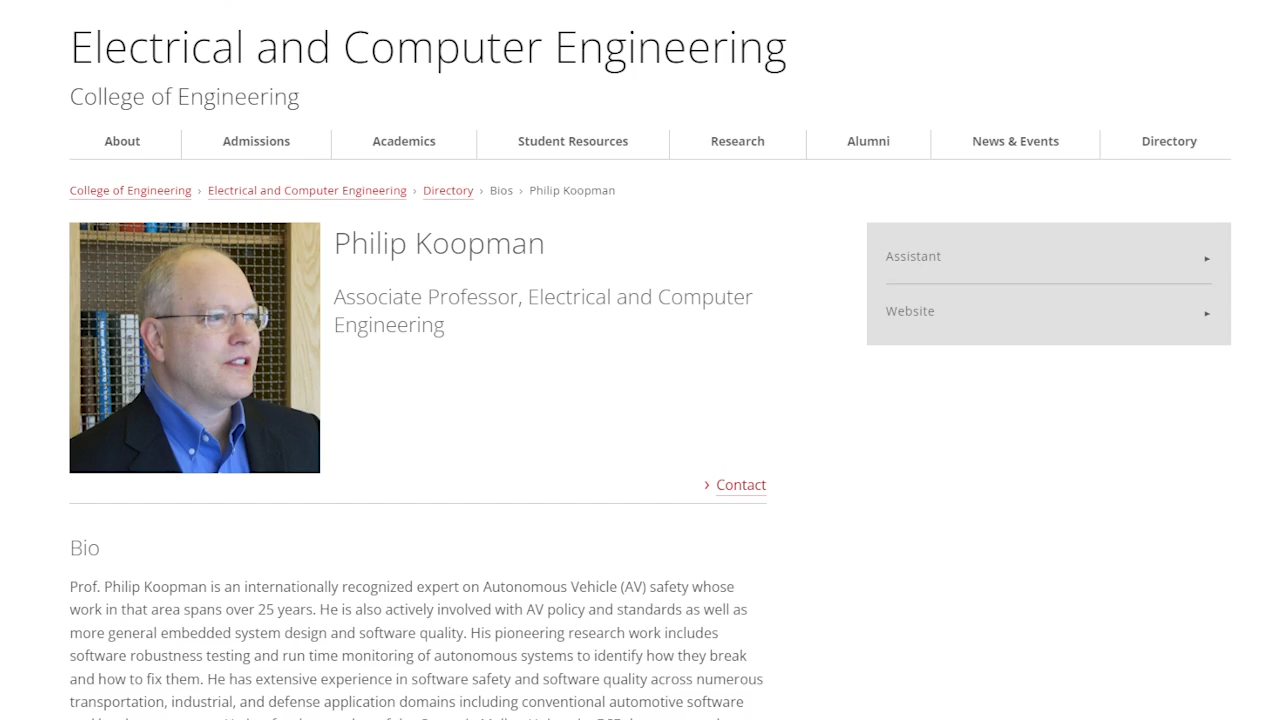 Electrical and Computer Engineering
College of Engineering
About Admissions Academics Student Resources Research Alumni News & Events Directory
College of Engineering › Electrical and Computer Engineering › Directory › Bios › Philip Koopman
Philip Koopman
Associate Professor, Electrical and Computer
Engineering
Assistant ▸
Website ▸
› Contact
Bio
Prof. Philip Koopman is an internationally recognized expert on Autonomous Vehicle (AV) safety whose
work in that area spans over 25 years. He is also actively involved with AV policy and standards as well as
more general embedded system design and software quality. His pioneering research work includes
software robustness testing and run time monitoring of autonomous systems to identify how they break
and how to fix them. He has extensive experience in software safety and software quality across numerous
transportation, industrial, and defense application domains including conventional automotive software